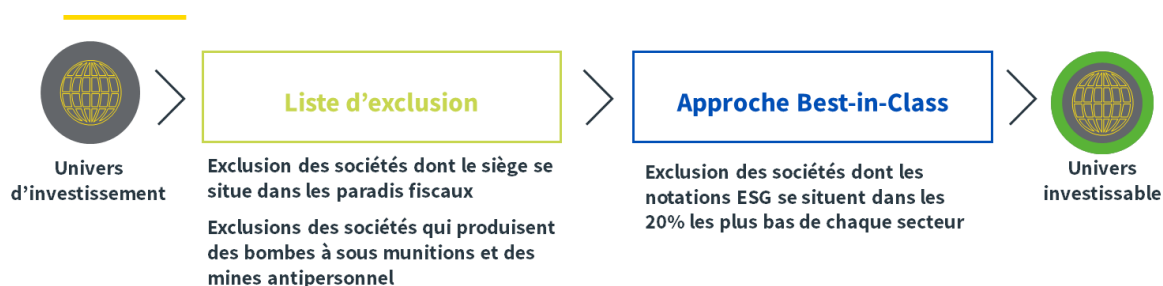 Univers
d'investissement
Liste d'exclusion
Exclusion des sociétés dont le siège se
situe dans les paradis fiscaux
Exclusions des sociétés qui produisent
des bombes à sous munitions et des
mines antipersonnel
Approche Best-in-Class
Exclusion des sociétés dont les
notations ESG se situent dans les
20% les plus bas de chaque secteur
Univers
investissable